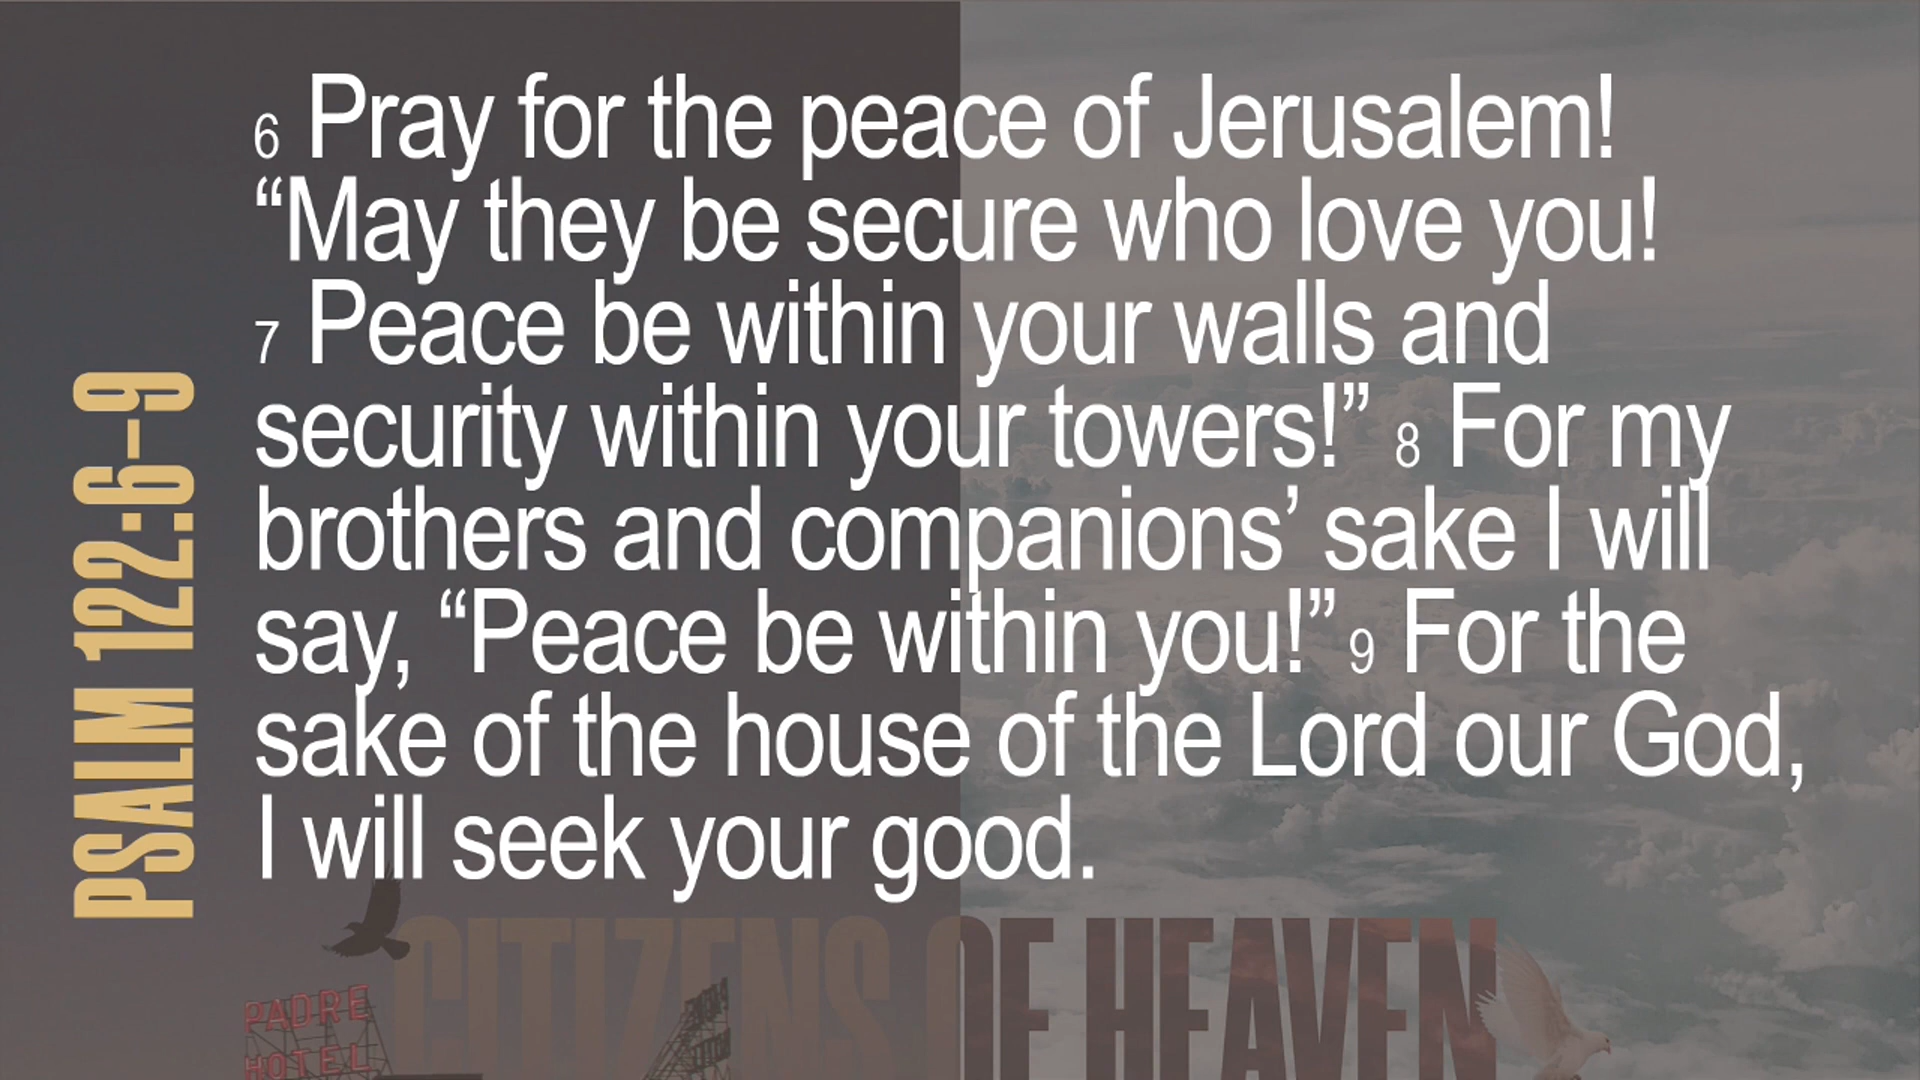 PSALM 122:6–9
6 Pray for the peace of Jerusalem!
“May they be secure who love you!
7 Peace be within your walls and
security within your towers!” 8 For my
brothers and companions’ sake I will
say, “Peace be within you!” 9 For the
sake of the house of the Lord our God,
I will seek your good.
CITIZENS OF HEAVEN
PADRE
HOTEL